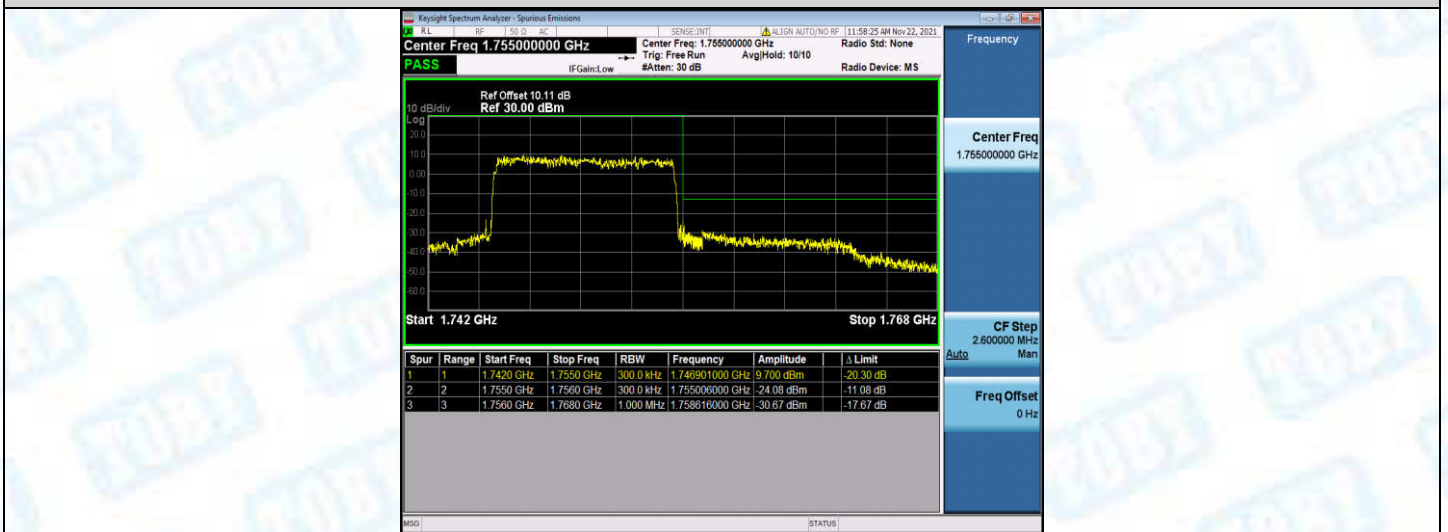 Keysight Spectrum Analyzer - Spurious Emissions
RL RF 50 Ω AC SENSE:INT ALIGN AUTO/NO RF 11:58:25 AM Nov 22, 2021
Center Freq 1.755000000 GHz Center Freq: 1.755000000 GHz Radio Std: None
Trig: Free Run Avg|Hold: 10/10
PASS IFGain:Low #Atten: 30 dB Radio Device: MS
Frequency
Ref Offset 10.11 dB
10 dB/div Ref 30.00 dBm
Log
20.0
10.0
0.00
-10.0
-20.0
-30.0
-40.0
-50.0
-60.0
Start 1.742 GHz Stop 1.768 GHz
Center Freq
1.755000000 GHz
CF Step
2.600000 MHz
Auto Man
Freq Offset
0 Hz
Spur Range Start Freq Stop Freq RBW Frequency Amplitude Δ Limit
1 1 1.7420 GHz 1.7550 GHz 300.0 kHz 1.746901000 GHz 9.700 dBm -20.30 dB
2 2 1.7550 GHz 1.7560 GHz 300.0 kHz 1.755006000 GHz -24.08 dBm -11.08 dB
3 3 1.7560 GHz 1.7680 GHz 1.000 MHz 1.758616000 GHz -30.67 dBm -17.67 dB
MSG STATUS